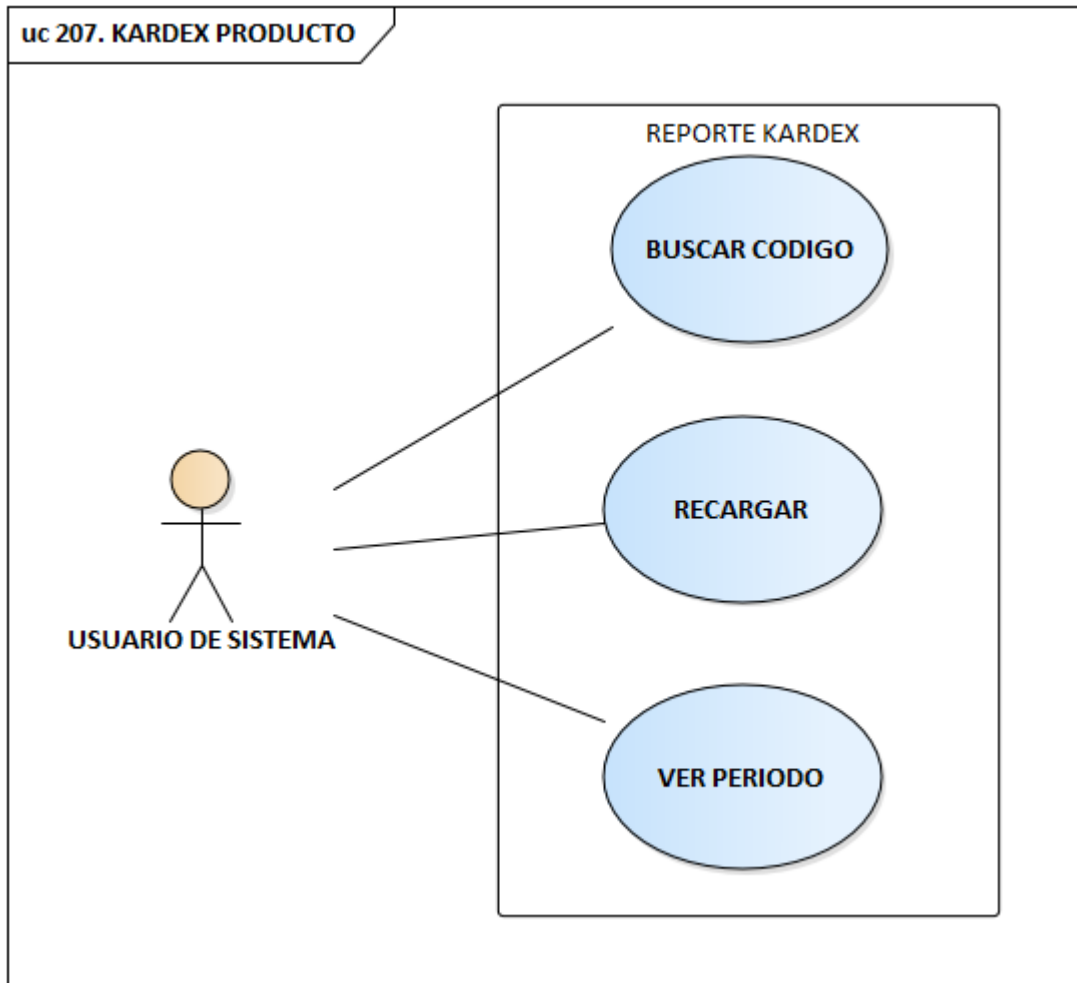 uc 207. KARDEX PRODUCTO
REPORTE KARDEX
BUSCAR CODIGO
RECARGAR
USUARIO DE SISTEMA
VER PERIODO